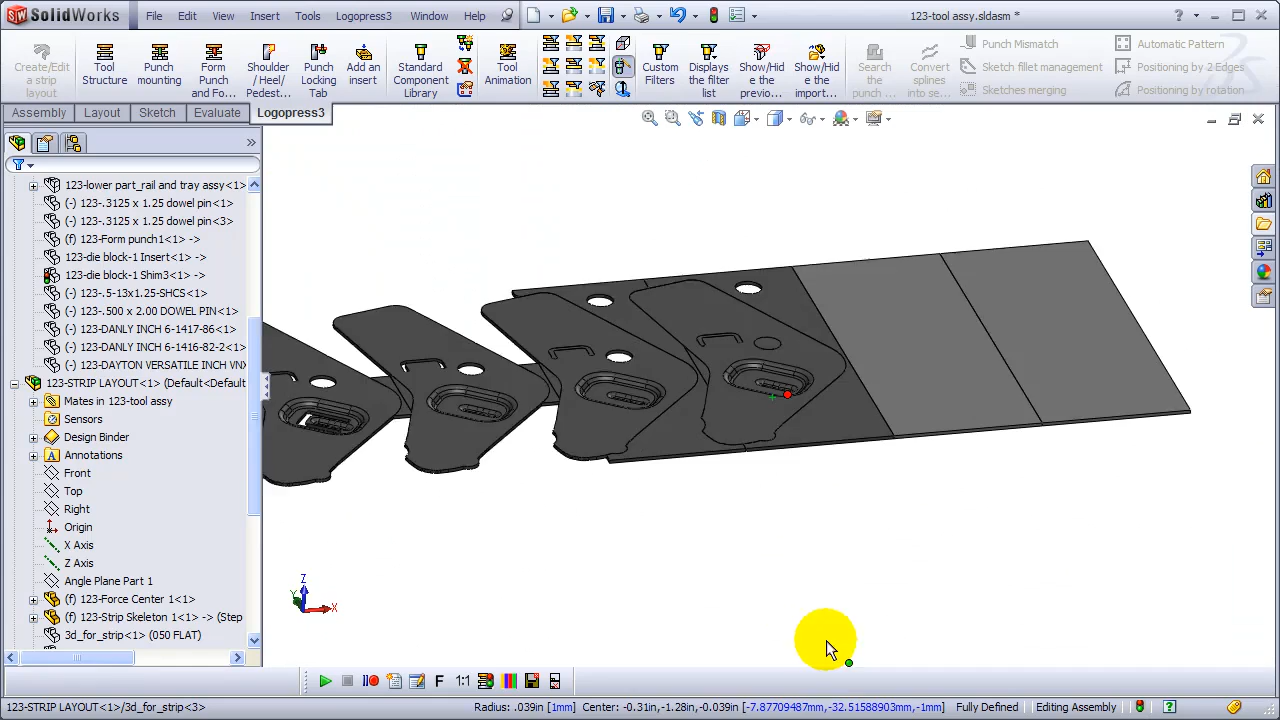 SolidWorks File Edit View Insert Tools Logopress3 Window Help 123-tool assy.sldasm *
Create/Edit a strip layout
Tool Structure
Punch mounting
Form Punch and Fo...
Shoulder / Heel/ Pedest...
Punch Locking Tab
Add an insert
Standard Component Library
Tool Animation
Custom Filters
Displays the filter list
Show/Hid e the previo...
Show/Hid e the import...
Search the punch ...
Convert splines into se...
Punch Mismatch
Sketch fillet management
Sketches merging
Automatic Pattern
Positioning by 2 Edges
Positioning by rotation
Assembly Layout Sketch Evaluate Logopress3
123-lower part_rail and tray assy<1>
(-) 123-.3125 x 1.25 dowel pin<1>
(-) 123-.3125 x 1.25 dowel pin<3>
(f) 123-Form punch1<1> ->
123-die block-1 Insert<1> ->
123-die block-1 Shim3<1> ->
(-) 123-.5-13x1.25-SHCS<1>
(-) 123-.500 x 2.00 DOWEL PIN<1>
(-) 123-DANLY INCH 6-1417-86<1>
(-) 123-DANLY INCH 6-1416-82-2<1>
(-) 123-DAYTON VERSATILE INCH VNX
123-STRIP LAYOUT<1> (Default<Default
Mates in 123-tool assy
Sensors
Design Binder
Annotations
Front
Top
Right
Origin
X Axis
Z Axis
Angle Plane Part 1
(f) 123-Force Center 1<1>
(f) 123-Strip Skeleton 1<1> -> (Step
3d_for_strip<1> (050 FLAT)
Z
Y
X
F 1:1
123-STRIP LAYOUT<1>/3d_for_strip<3> Radius: .039in [1mm] Center: -0.31in,-1.28in,-0.039in [-7.87709487mm,-32.51588903mm,-1mm] Fully Defined Editing Assembly